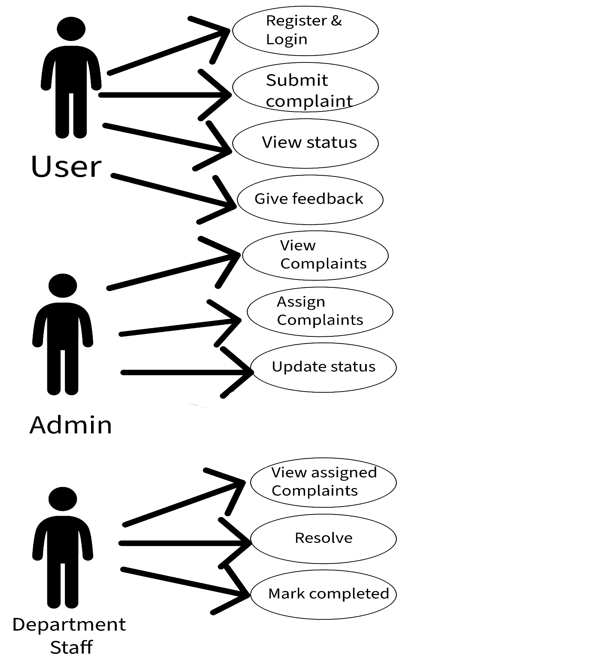 Register &
Login
Submit
complaint
View status
User
Give feedback
View
Complaints
Assign
Complaints
Update status
Admin
View assigned
Complaints
Resolve
Mark completed
Department
Staff